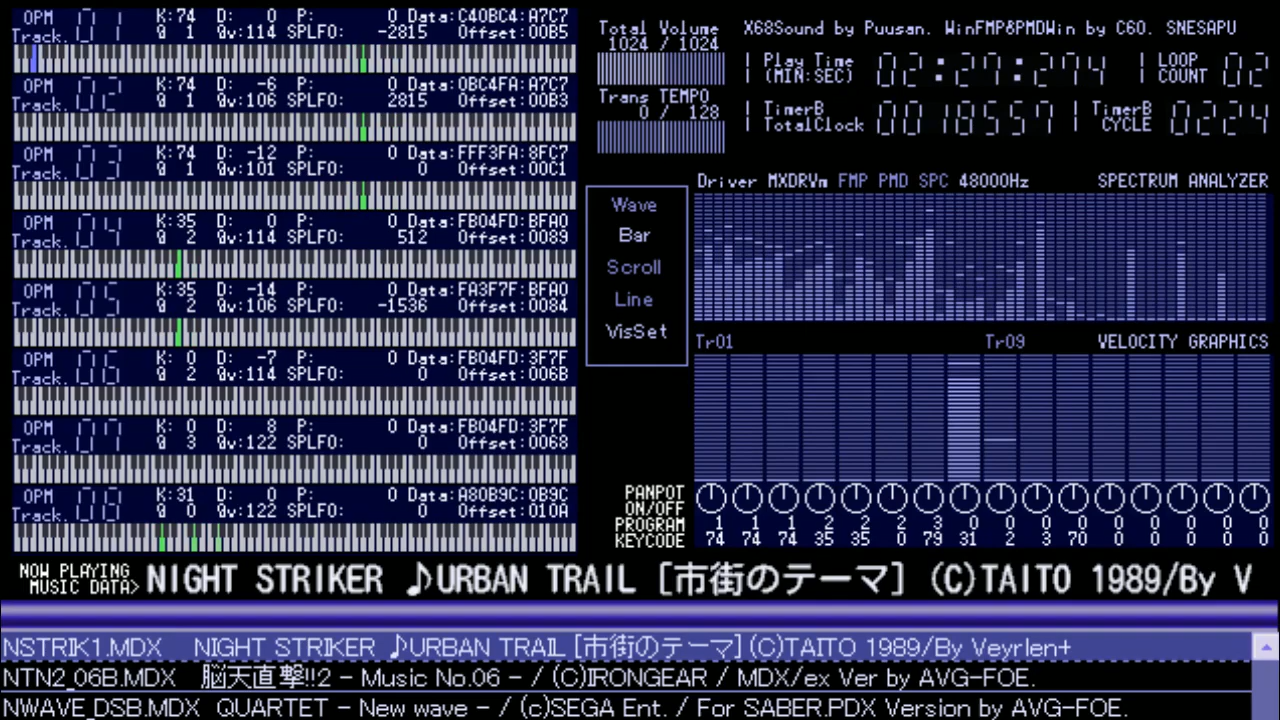 OPM K:74 D: 0 P: 0 Data:C40BC4:A7C7
Track.01 @ 1 @v:114 SPLFO: -2815 Offset:00B5
OPM K:74 D: -6 P: 0 Data:0BC4FA:A7C7
Track.02 @ 1 @v:106 SPLFO: 2815 Offset:00B3
OPM K:74 D: -12 P: 0 Data:FFF3FA:8FC7
Track.03 @ 1 @v:101 SPLFO: 0 Offset:00C1
OPM K:35 D: 0 P: 0 Data:FB04FD:BFA0
Track.04 @ 2 @v:114 SPLFO: 512 Offset:0089
OPM K:35 D: -14 P: 0 Data:FA3F7F:BFA0
Track.05 @ 2 @v:106 SPLFO: -1536 Offset:0084
OPM K: 0 D: -7 P: 0 Data:FB04FD:3F7F
Track.06 @ 2 @v:114 SPLFO: 0 Offset:006B
OPM K: 0 D: 8 P: 0 Data:FB04FD:3F7F
Track.07 @ 3 @v:122 SPLFO: 0 Offset:0068
OPM K:31 D: 0 P: 0 Data:A80B9C:0B9C
Track.08 @ 0 @v:122 SPLFO: 0 Offset:010A
Total Volume
1024 / 1024
Trans TEMPO
0 / 128
X68Sound by Puusan. WinFMP&PMDWin by C60. SNESAPU
Play Time (MIN:SEC) 02:27:274 LOOP COUNT 02
TimerB TotalClock 0018557 TimerB CYCLE 0224
Wave
Bar
Scroll
Line
VisSet
Driver MXDRVm FMP PMD SPC 48000Hz SPECTRUM ANALYZER
Tr01 Tr09 VELOCITY GRAPHICS
PANPOT
ON/OFF
PROGRAM 1 1 1 2 2 2 3 0 0 0 0 0 0 0 0 0
KEYCODE 74 74 74 35 35 0 79 31 2 3 70 0 0 0 0 0
NOW PLAYING
MUSIC DATA> NIGHT STRIKER ♪URBAN TRAIL [市街のテーマ] (C)TAITO 1989/By V
NSTRIK1.MDX NIGHT STRIKER ♪URBAN TRAIL [市街のテーマ] (C)TAITO 1989/By Veyrlen+
NTN2_06B.MDX 脳天直撃!!2 - Music No.06 - / (C)IRONGEAR / MDX/ex Ver by AVG-FOE.
NWAVE_DSB.MDX QUARTET - New wave - / (c)SEGA Ent. / For SABER.PDX Version by AVG-FOE.